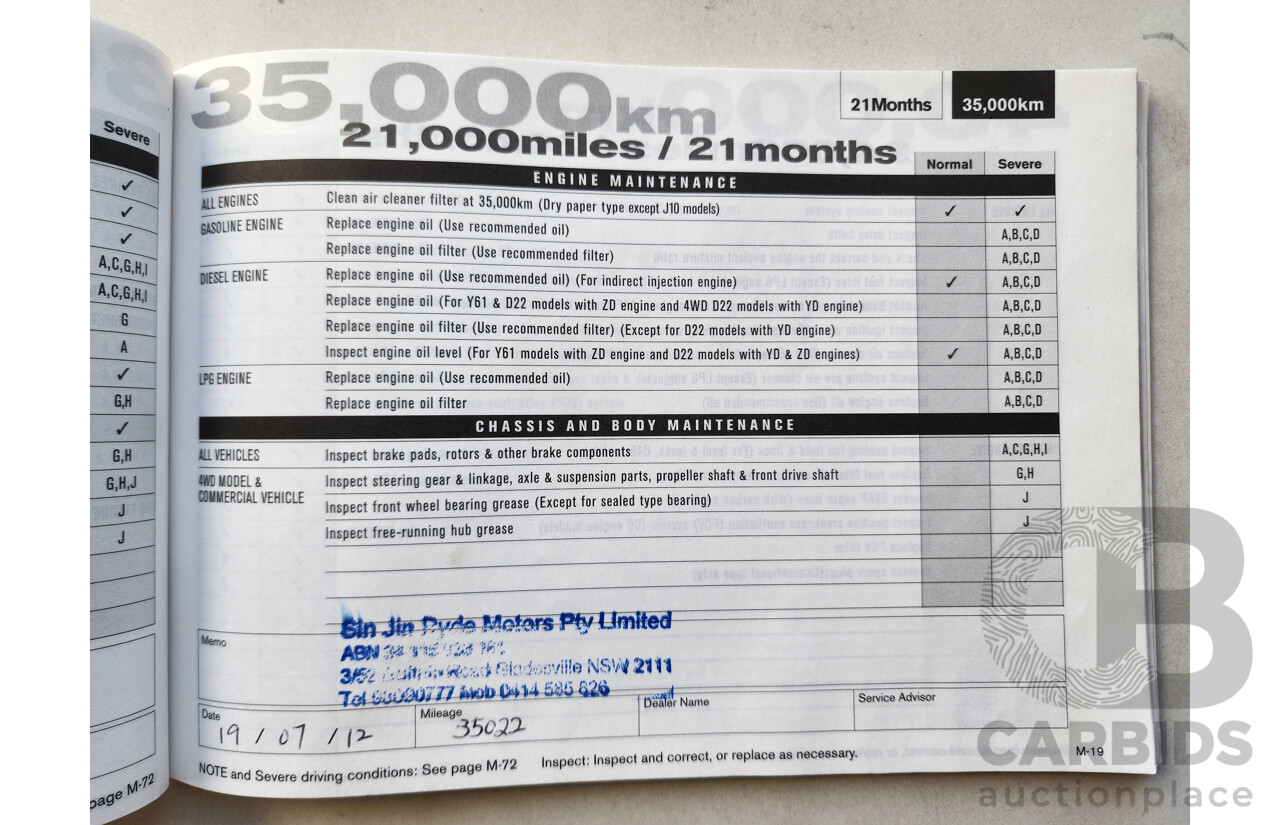 Severe
✓
✓
✓
A,C,G,H,I
A,C,G,H,I
G
A
✓
G,H
✓
G,H
G,H,J
J
J
page M-72
35,000km
21,000miles / 21months
21Months 35,000km
Normal Severe
ENGINE MAINTENANCE
ALL ENGINES Clean air cleaner filter at 35,000km (Dry paper type except J10 models) ✓ ✓
GASOLINE ENGINE Replace engine oil (Use recommended oil) A,B,C,D
Replace engine oil filter (Use recommended filter) A,B,C,D
DIESEL ENGINE Replace engine oil (Use recommended oil) (For indirect injection engine) ✓ A,B,C,D
Replace engine oil (For Y61 & D22 models with ZD engine and 4WD D22 models with YD engine) A,B,C,D
Replace engine oil filter (Use recommended filter) (Except for D22 models with YD engine) A,B,C,D
Inspect engine oil level (For Y61 models with ZD engine and D22 models with YD & ZD engines) ✓ A,B,C,D
LPG ENGINE Replace engine oil (Use recommended oil) A,B,C,D
Replace engine oil filter A,B,C,D
CHASSIS AND BODY MAINTENANCE
ALL VEHICLES Inspect brake pads, rotors & other brake components A,C,G,H,I
4WD MODEL & COMMERCIAL VEHICLE Inspect steering gear & linkage, axle & suspension parts, propeller shaft & front drive shaft G,H
Inspect front wheel bearing grease (Except for sealed type bearing) J
Inspect free-running hub grease J
Memo
Sin Jin Ryde Motors Pty Limited
ABN
3/52 Road Gladesville NSW 2111
Tel Mob 0414 585 826
Date 19 / 07 / 12
Mileage 35022
Dealer Name
Service Advisor
NOTE and Severe driving conditions: See page M-72 Inspect: Inspect and correct, or replace as necessary.
M-19
CB
CARBIDS
auctionplace